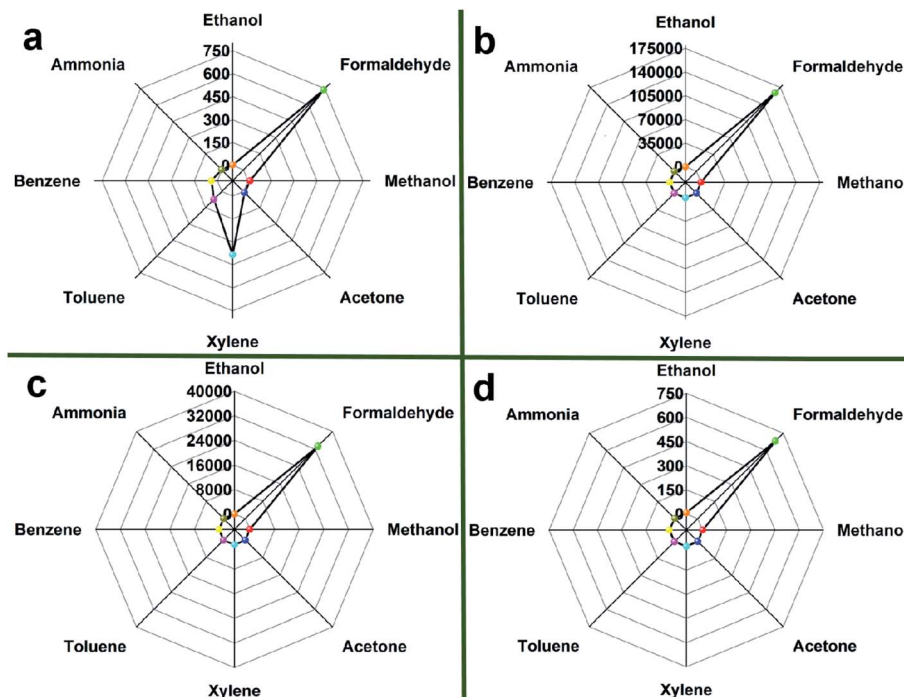 a
Ethanol
750
600
450
300
150
0
Formaldehyde
Methanol
Acetone
Xylene
Toluene
Benzene
Ammonia
b
Ethanol
175000
140000
105000
70000
35000
0
Formaldehyde
Methano
Acetone
Xylene
Toluene
Benzene
Ammonia
c
Ethanol
40000
32000
24000
16000
8000
0
Formaldehyde
Methanol
Acetone
Xylene
Toluene
Benzene
Ammonia
d
Ethanol
750
600
450
300
150
0
Formaldehyde
Methano
Acetone
Xylene
Toluene
Benzene
Ammonia